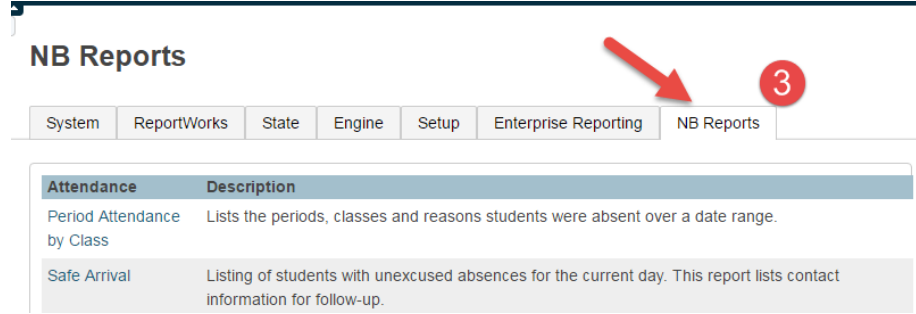 NB Reports
3
System ReportWorks State Engine Setup Enterprise Reporting NB Reports
Attendance Description
Period Attendance Lists the periods, classes and reasons students were absent over a date range.
by Class
Safe Arrival Listing of students with unexcused absences for the current day. This report lists contact
information for follow-up.